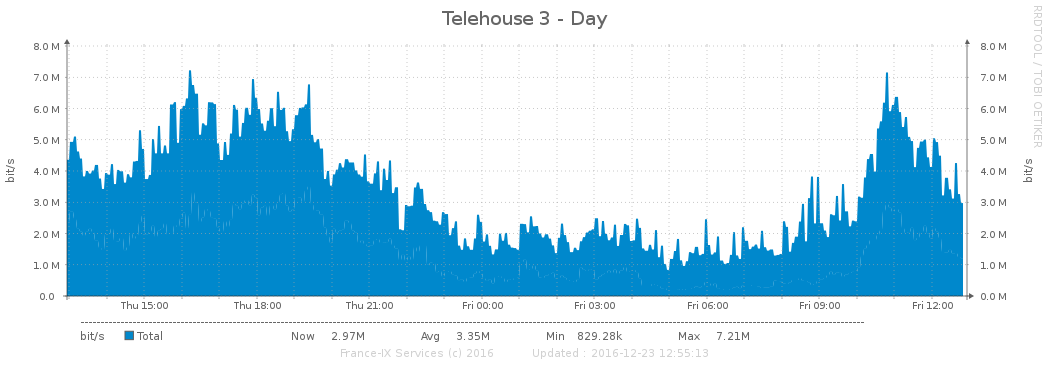 Telehouse 3 - Day
RRDTOOL / TOBI OETIKER
bit/s
8.0 M 8.0 M
7.0 M 7.0 M
6.0 M 6.0 M
5.0 M 5.0 M
4.0 M 4.0 M
3.0 M 3.0 M
2.0 M 2.0 M
1.0 M 1.0 M
0.0 0.0 M
bit/s
Thu 15:00 Thu 18:00 Thu 21:00 Fri 00:00 Fri 03:00 Fri 06:00 Fri 09:00 Fri 12:00
bit/s Total Now 2.97M Avg 3.35M Min 829.28k Max 7.21M
France-IX Services (c) 2016 Updated : 2016-12-23 12:55:13